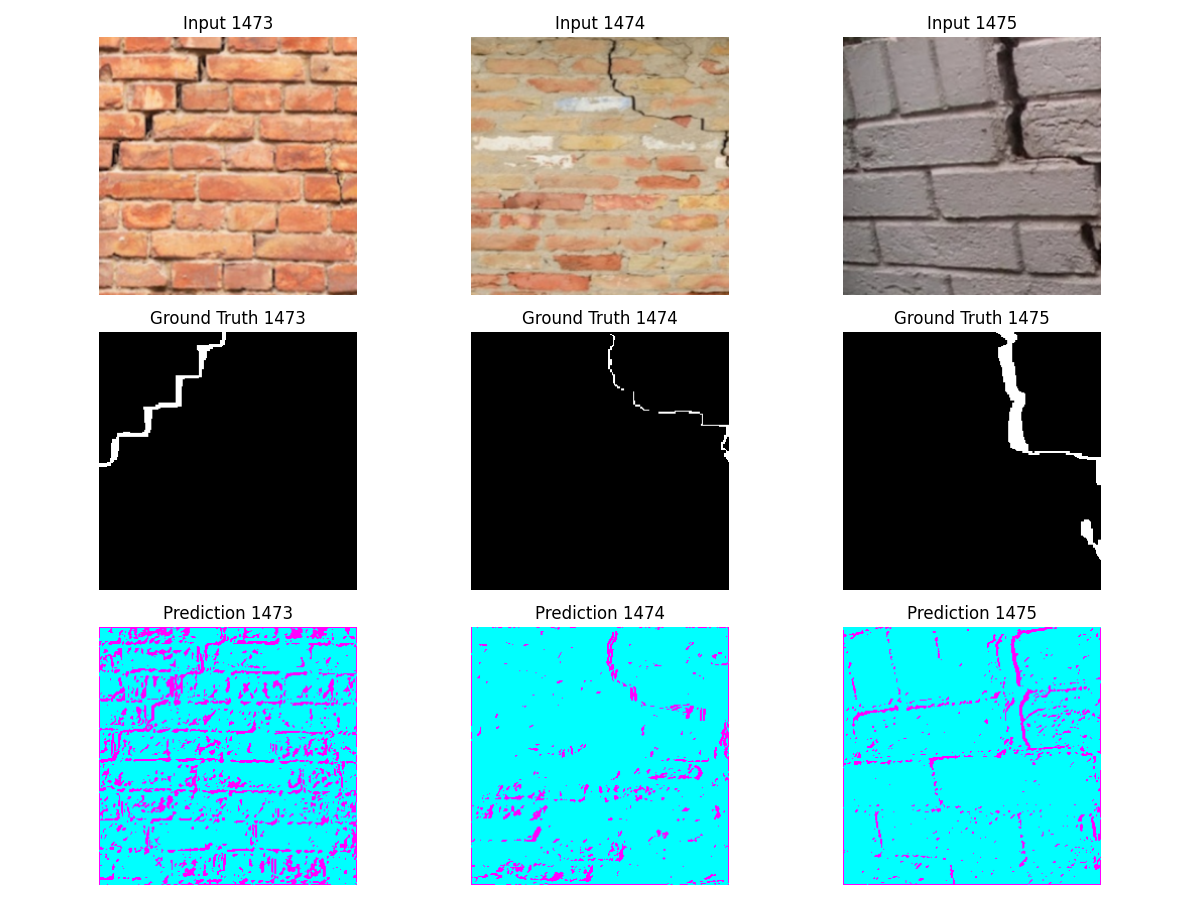 Input 1473
Input 1474
Input 1475
Ground Truth 1473
Ground Truth 1474
Ground Truth 1475
Prediction 1473
Prediction 1474
Prediction 1475